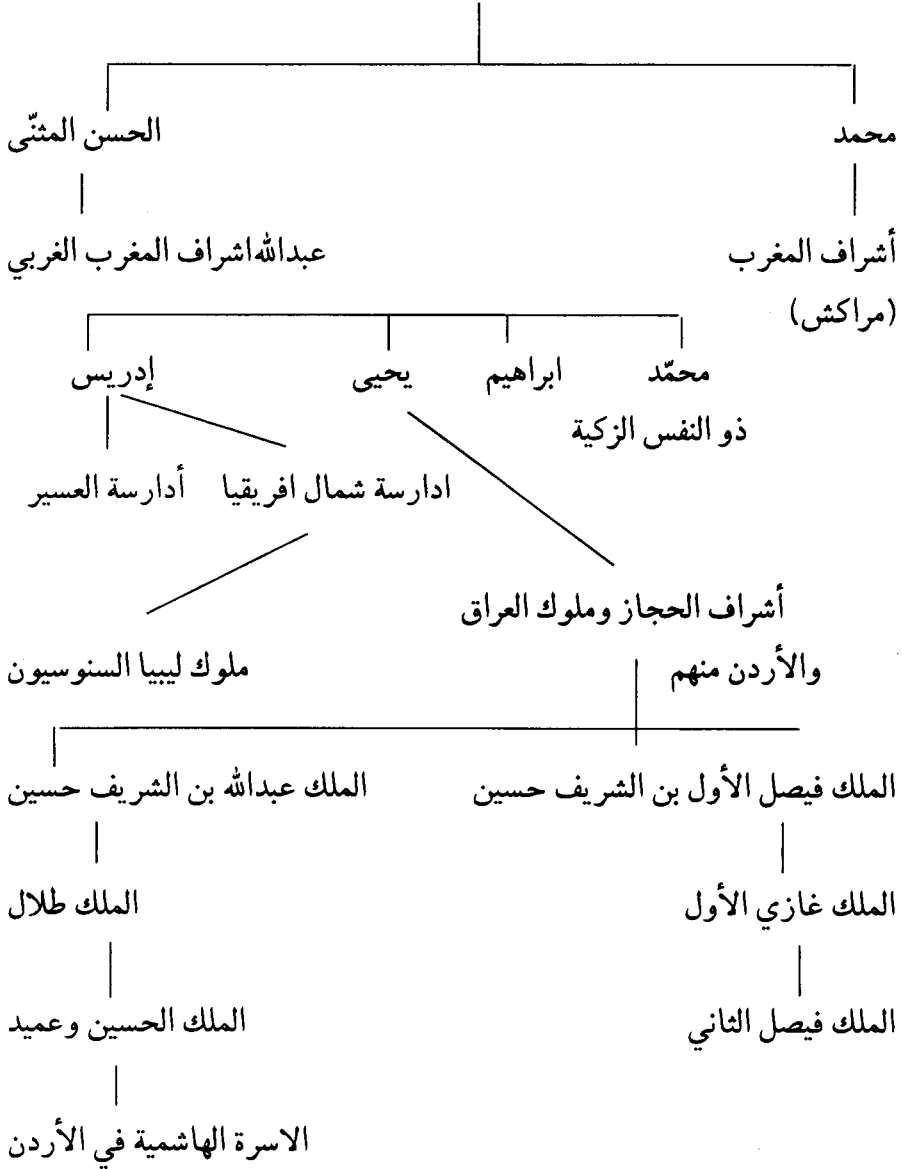 محمد الحسن المثنّى
أشراف المغرب عبدالله اشراف المغرب الغربي
(مراكش)
محمّد ابراهيم يحيى إدريس
ذو النفس الزكية
ادارسة شمال افريقيا أدارسة العسير
أشراف الحجاز وملوك العراق
والأردن منهم ملوك ليبيا السنوسيون
الملك فيصل الأول بن الشريف حسين الملك عبدالله بن الشريف حسين
الملك غازي الأول الملك طلال
الملك فيصل الثاني الملك الحسين وعميد
الاسرة الهاشمية في الأردن